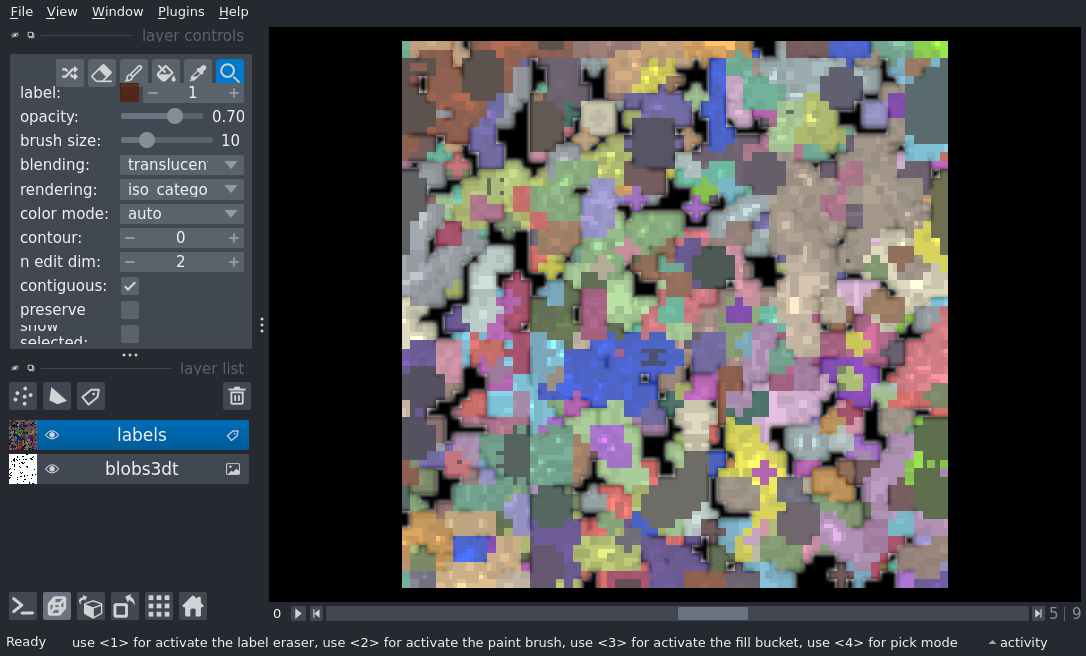 File View Window Plugins Help
layer controls
label: 1
opacity: 0.70
brush size: 10
blending: translucen
rendering: iso_catego
color mode: auto
contour: 0
n edit dim: 2
contiguous:
preserve
show
selected:
layer list
labels
blobs3dt
0 5 | 9
Ready use <1> for activate the label eraser, use <2> for activate the paint brush, use <3> for activate the fill bucket, use <4> for pick mode activity